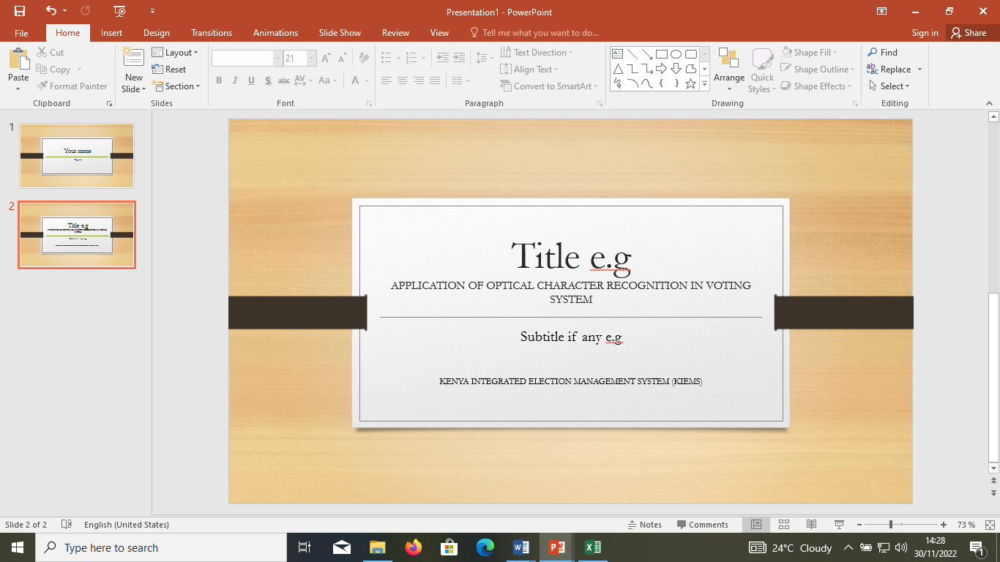 Presentation1 - PowerPoint
File Home Insert Design Transitions Animations Slide Show Review View Tell me what you want to do... Sign in Share
Paste
Cut
Copy
Format Painter
Clipboard
New Slide
Layout
Reset
Section
Slides
21
B I U S abc AV Aa A
Font
Text Direction
Align Text
Convert to SmartArt
Paragraph
Arrange
Quick Styles
Shape Fill
Shape Outline
Shape Effects
Drawing
Find
Replace
Select
Editing
1
Your name
2
Title e.g
Title e.g
APPLICATION OF OPTICAL CHARACTER RECOGNITION IN VOTING
SYSTEM
Subtitle if any e.g
KENYA INTEGRATED ELECTION MANAGEMENT SYSTEM (KIEMS)
Slide 2 of 2 English (United States) Notes Comments 73 %
Type here to search
24°C Cloudy
14:28
30/11/2022
1